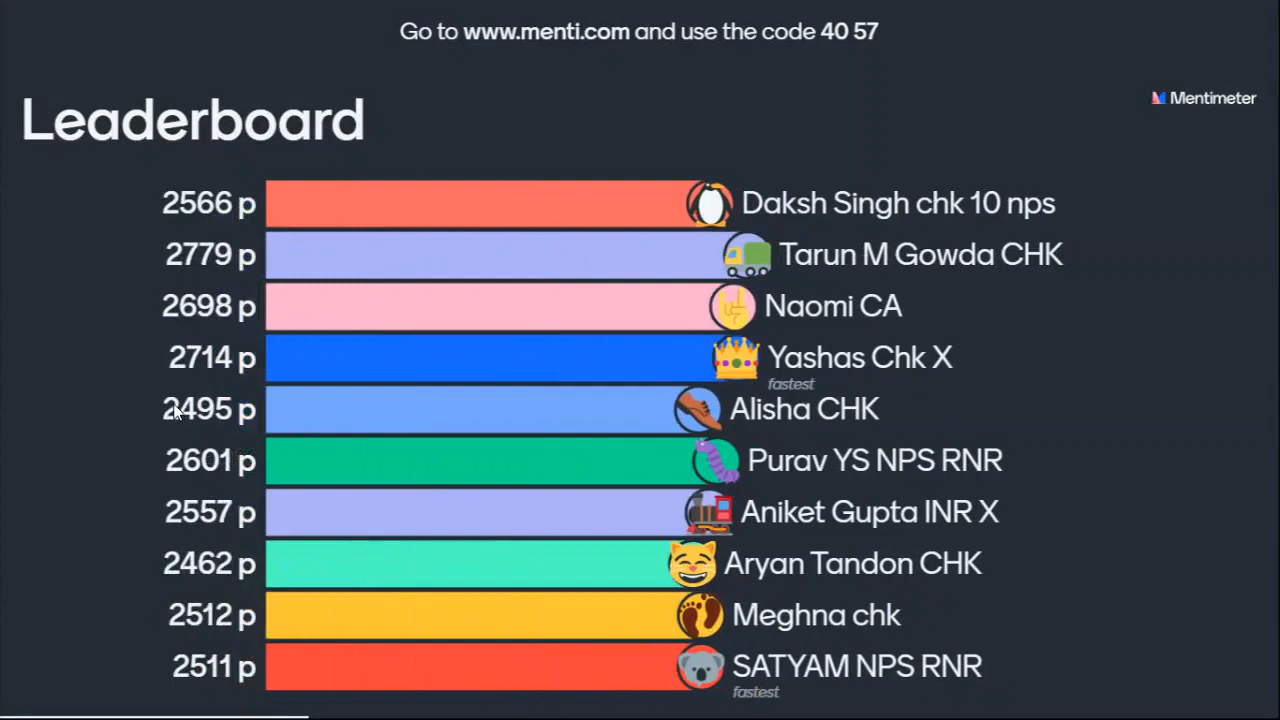 Go to www.menti.com and use the code 40 57
Mentimeter
Leaderboard
2566 p Daksh Singh chk 10 nps
2779 p Tarun M Gowda CHK
2698 p Naomi CA
2714 p Yashas Chk X
fastest
2495 p Alisha CHK
2601 p Purav YS NPS RNR
2557 p Aniket Gupta INR X
2462 p Aryan Tandon CHK
2512 p Meghna chk
2511 p SATYAM NPS RNR
fastest